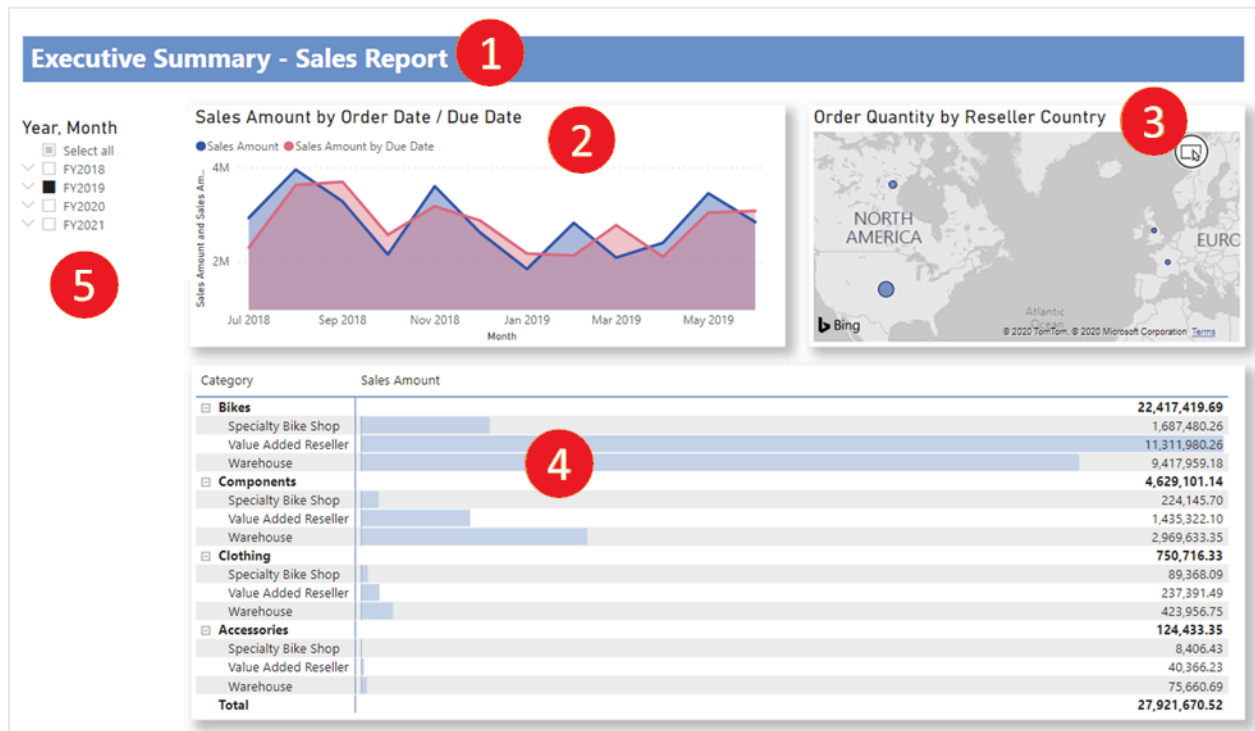 Executive Summary - Sales Report
1
Year, Month
Select all
FY2018
FY2019
FY2020
FY2021
5
Sales Amount by Order Date / Due Date
2
Sales Amount Sales Amount by Due Date
Sales Amount and Sales Am...
4M
2M
Jul 2018 Sep 2018 Nov 2018 Jan 2019 Mar 2019 May 2019
Month
Order Quantity by Reseller Country
3
NORTH
AMERICA
EURC
Atlantic
Ocean
Bing
© 2020 TomTom, © 2020 Microsoft Corporation Terms
Category Sales Amount
Bikes 22,417,419.69
Specialty Bike Shop 1,687,480.26
Value Added Reseller 11,311,980.26
Warehouse 9,417,959.18
4
Components 4,629,101.14
Specialty Bike Shop 224,145.70
Value Added Reseller 1,435,322.10
Warehouse 2,969,633.35
Clothing 750,716.33
Specialty Bike Shop 89,368.09
Value Added Reseller 237,391.49
Warehouse 423,956.75
Accessories 124,433.35
Specialty Bike Shop 8,406.43
Value Added Reseller 40,366.23
Warehouse 75,660.69
Total 27,921,670.52